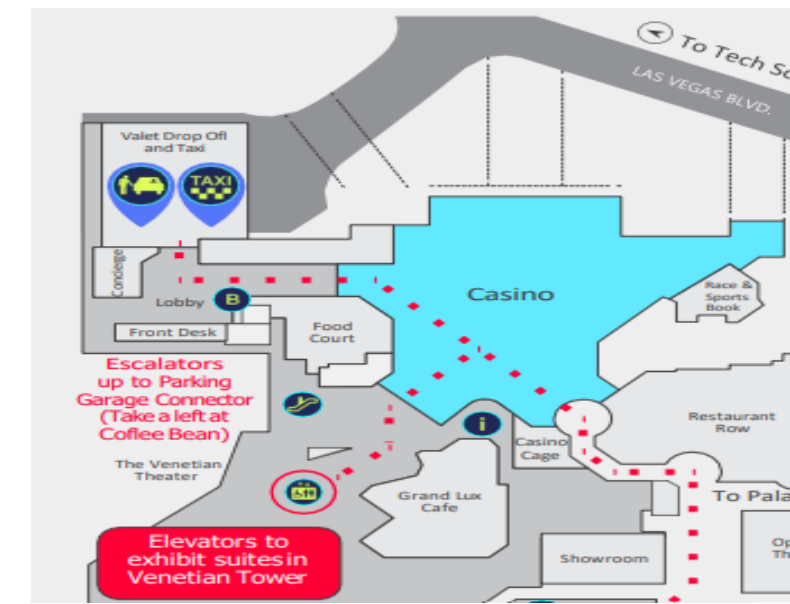 To Tech Sc
LAS VEGAS BLVD.
Valet Drop Ofl
and Taxi
TAXI
Concierge
Casino
Race &
Sports
Book
Lobby
B
Front Desk
Food
Court
Escalators
up to Parking
Garage Connector
(Take a left at
Coflee Bean)
i
Restaurant
Row
Casino
Cage
The Venetian
Theater
Grand Lux
Cafe
To Pala
Elevators to
exhibit suites in
Venetian Tower
Showroom
Op
Th